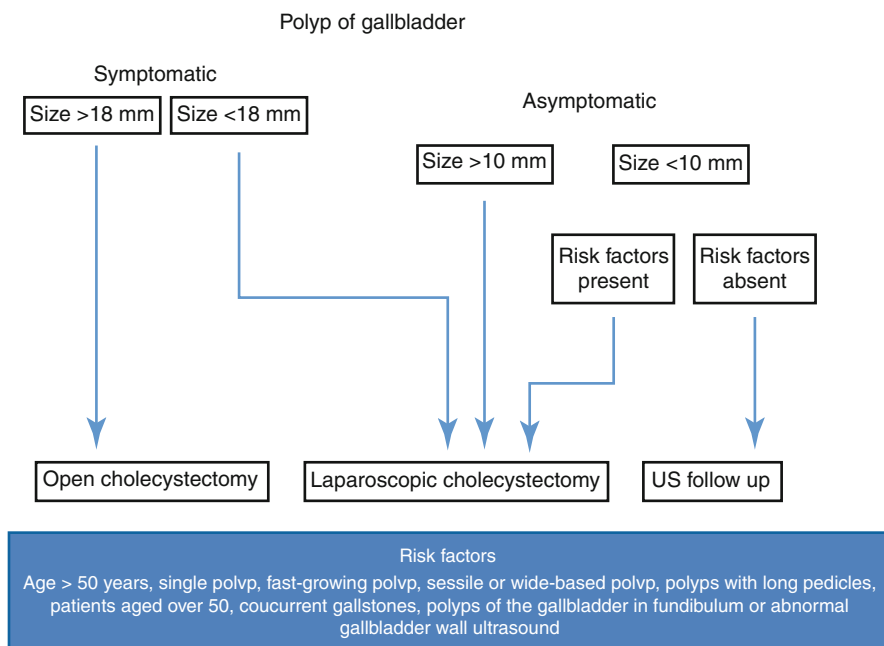 Polyp of gallbladder
Symptomatic
Size >18 mm
Size <18 mm
Asymptomatic
Size >10 mm
Size <10 mm
Risk factors
present
Risk factors
absent
Open cholecystectomy
Laparoscopic cholecystectomy
US follow up
Risk factors
Age > 50 years, single polvp, fast-growing polvp, sessile or wide-based polvp, polyps with long pedicles,
patients aged over 50, coucurrent gallstones, polyps of the gallbladder in fundibulum or abnormal
gallbladder wall ultrasound